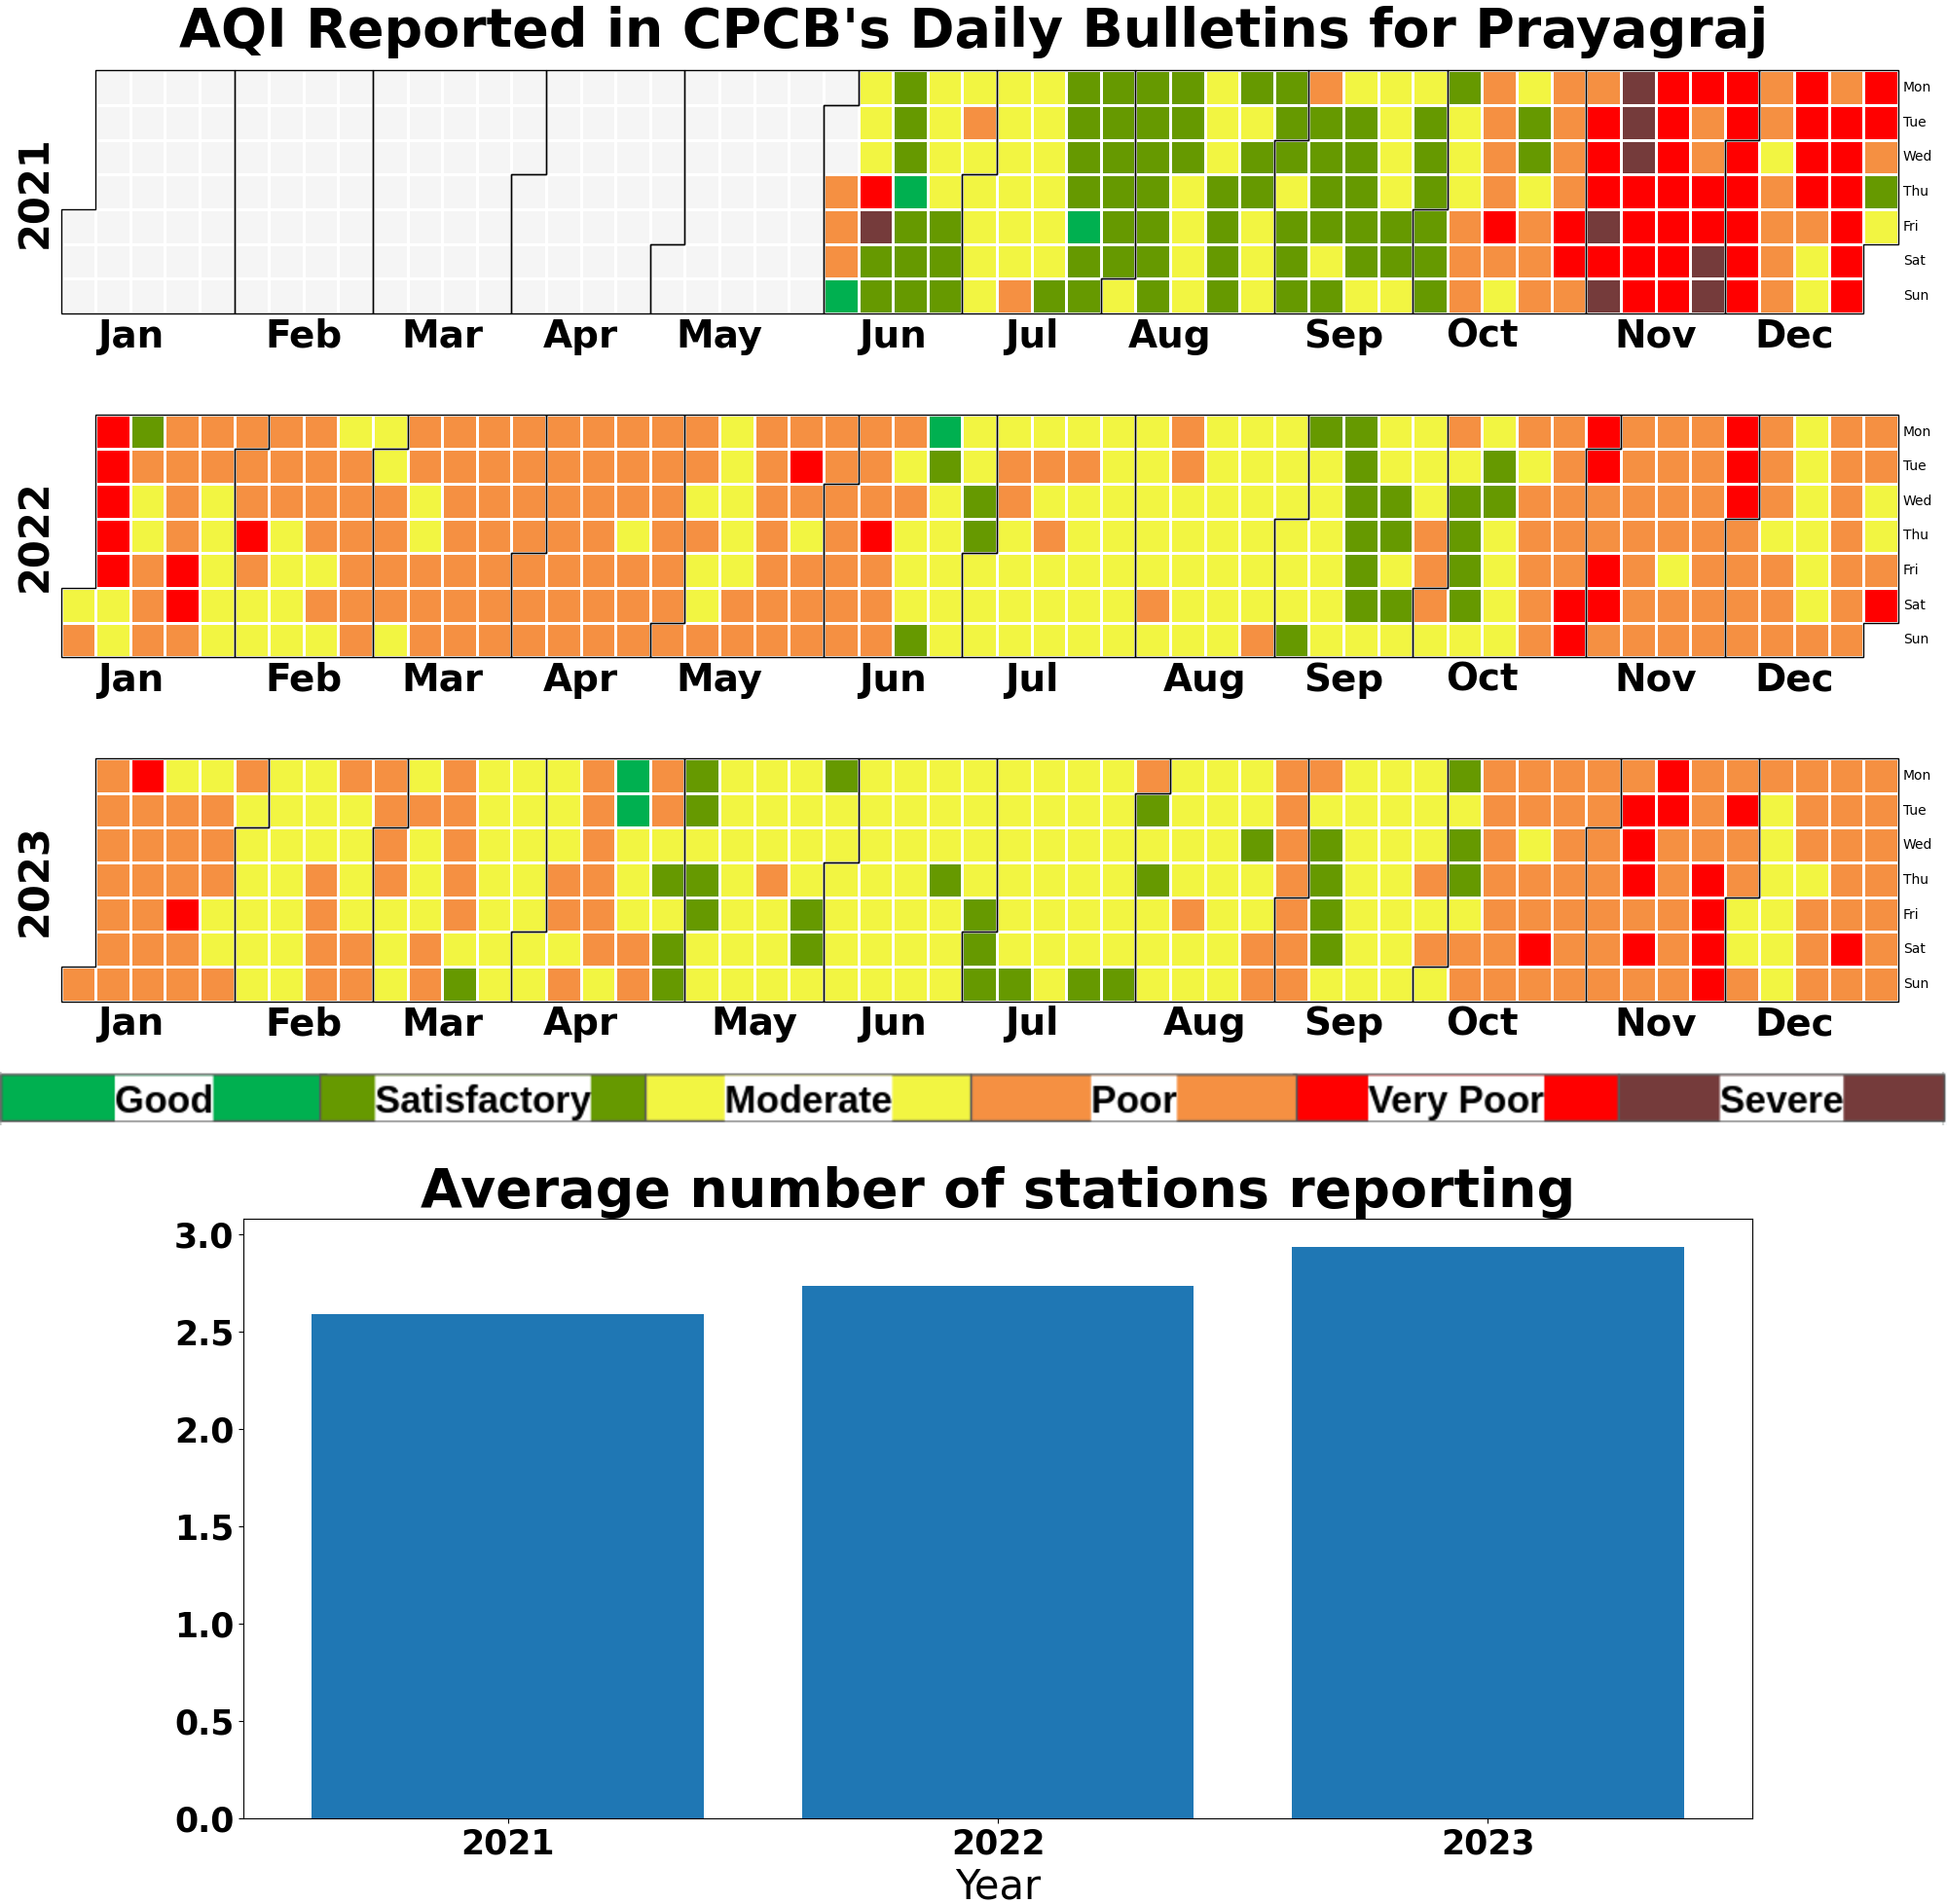 AQI Reported in CPCB's Daily Bulletins for Prayagraj
2021
Mon
Tue
Wed
Thu
Fri
Sat
Sun
Jan Feb Mar Apr May Jun Jul Aug Sep Oct Nov Dec
2022
Mon
Tue
Wed
Thu
Fri
Sat
Sun
Jan Feb Mar Apr May Jun Jul Aug Sep Oct Nov Dec
2023
Mon
Tue
Wed
Thu
Fri
Sat
Sun
Jan Feb Mar Apr May Jun Jul Aug Sep Oct Nov Dec
Good Satisfactory Moderate Poor Very Poor Severe
Average number of stations reporting
3.0
2.5
2.0
1.5
1.0
0.5
0.0
2021 2022 2023
Year